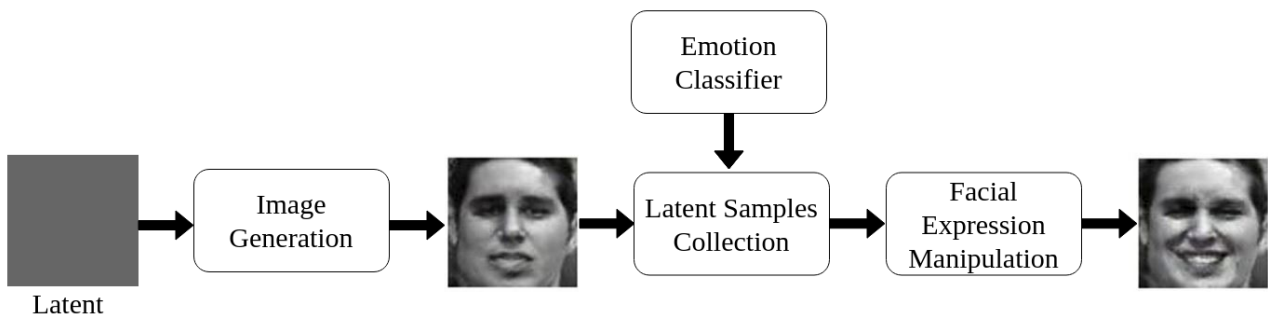 Emotion
Classifier
Image
Generation
Latent Samples
Collection
Facial
Expression
Manipulation
Latent